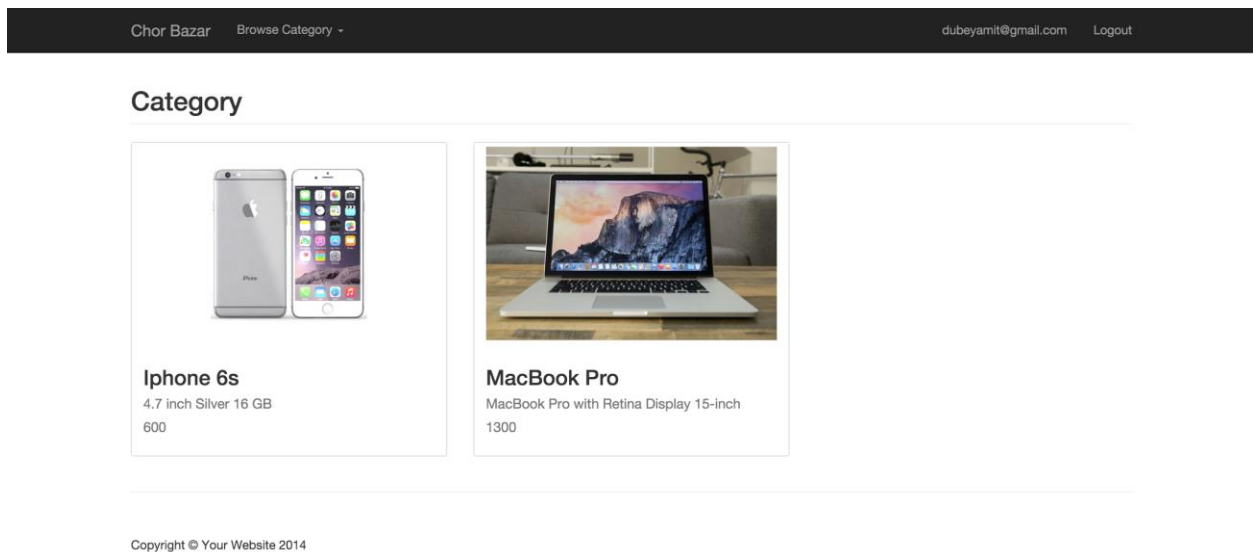 Chor Bazar Browse Category dubeyamit@gmail.com Logout
Category
Iphone 6s
4.7 inch Silver 16 GB
600
MacBook Pro
MacBook Pro with Retina Display 15-inch
1300
Copyright © Your Website 2014